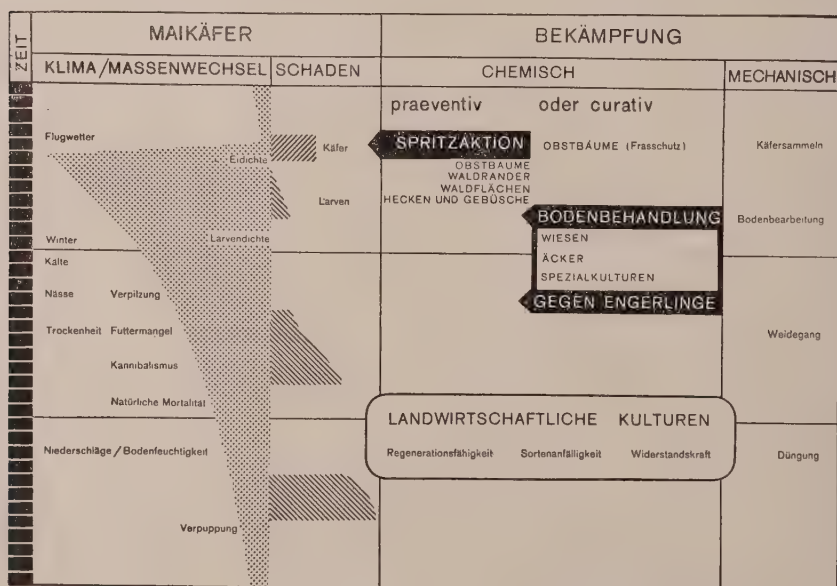 ZEIT
MAIKÄFER
BEKÄMPFUNG
KLIMA/MASSENWECHSEL
SCHADEN
CHEMISCH
MECHANISCH
praeventiv oder curativ
Flugwetter
Eidichte
Käfer
SPRITZAKTION
OBSTBÄUME (Frasschutz)
Käfersammeln
OBSTBÄUME
WALDRÄNDER
WALDFLÄCHEN
HECKEN UND GEBÜSCHE
Larven
BODENBEHANDLUNG
Bodenbearbeitung
Winter
Larvendichte
WIESEN
ÄCKER
SPEZIALKULTUREN
GEGEN ENGERLINGE
Kälte
Nässe Verpilzung
Trockenheit Futtermangel
Weidegang
Kannibalismus
Natürliche Mortalität
LANDWIRTSCHAFTLICHE KULTUREN
Regenerationsfähigkeit Sortenanfälligkeit Widerstandskraft
Niederschläge / Bodenfeuchtigkeit
Düngung
Verpuppung